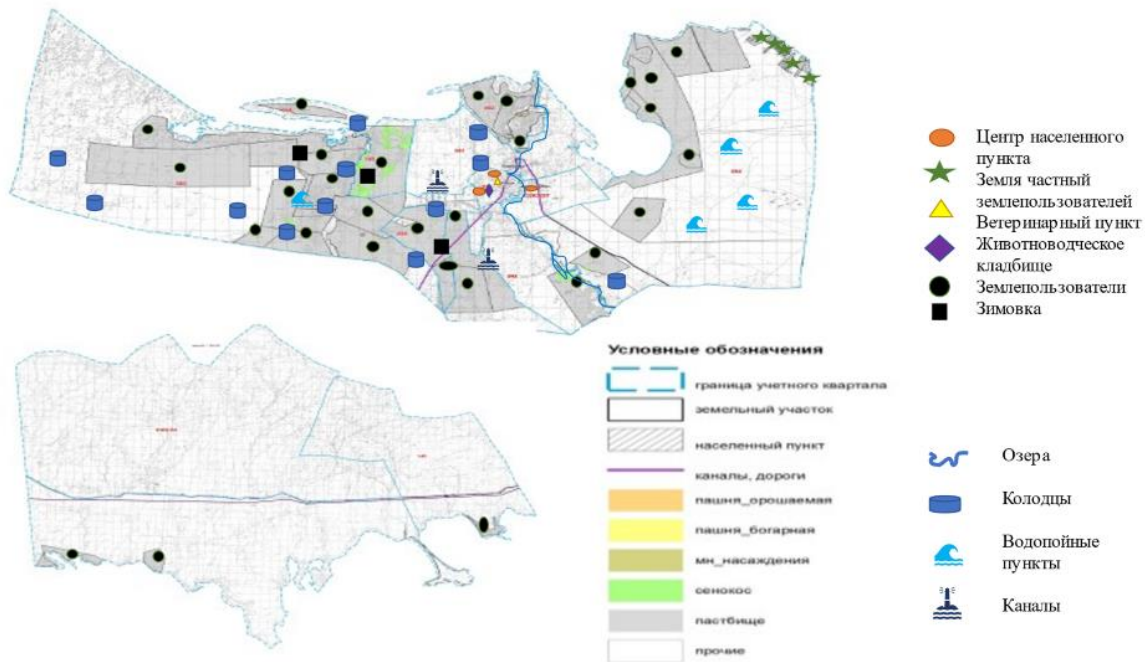 Центр населенного
пункта
Земля частный
землепользователей
Ветеринарный пункт
Животноводческое
кладбище
Землепользователи
Зимовка
Условные обозначения
граница учетного квартала
земельный участок
населенный пункт
каналы, дороги
пашня_орошаемая
пашня_богарная
мн_насаждения
сенокос
пастбище
прочие
Озера
Колодцы
Водопойные
пункты
Каналы